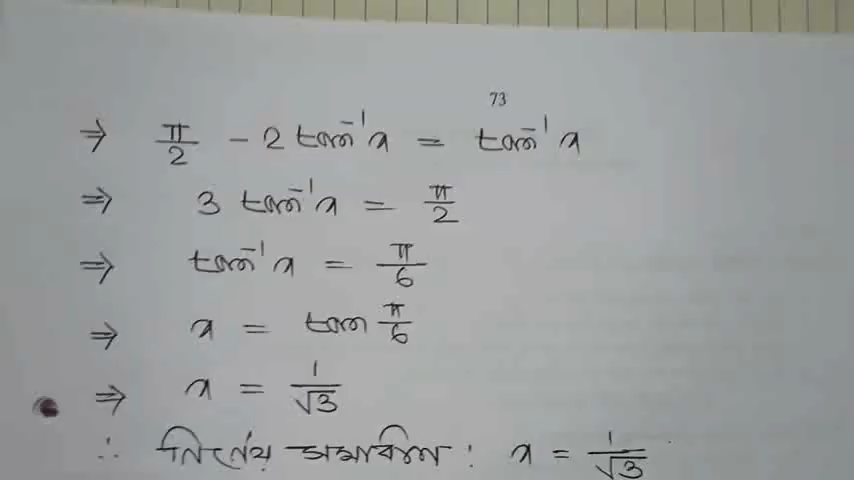 73
⇒ π/2 - 2 tan⁻¹x = tan⁻¹x
⇒ 3 tan⁻¹x = π/2
⇒ tan⁻¹x = π/6
⇒ x = tan π/6
⇒ x = 1/√3
∴ নির্ণেয় সমাধান : x = 1/√3